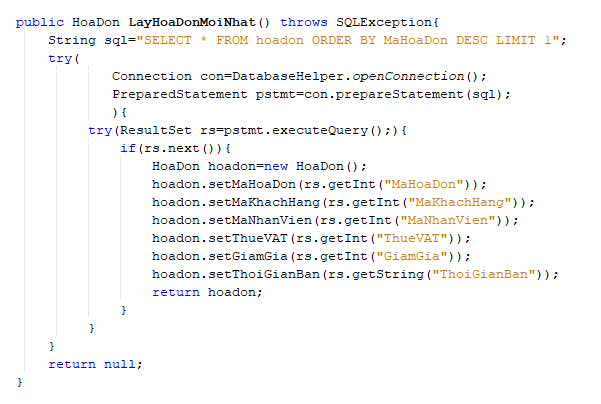 public HoaDon LayHoaDonMoiNhat() throws SQLException{
    String sql="SELECT * FROM hoadon ORDER BY MaHoaDon DESC LIMIT 1";
    try(
            Connection con=DatabaseHelper.openConnection();
            PreparedStatement pstmt=con.prepareStatement(sql);
            ){
         try(ResultSet rs=pstmt.executeQuery();){
             if(rs.next()){
                 HoaDon hoadon=new HoaDon();
                 hoadon.setMaHoaDon(rs.getInt("MaHoaDon"));
                 hoadon.setMaKhachHang(rs.getInt("MaKhachHang"));
                 hoadon.setMaNhanVien(rs.getInt("MaNhanVien"));
                 hoadon.setThueVAT(rs.getInt("ThueVAT"));
                 hoadon.setGiamGia(rs.getInt("GiamGia"));
                 hoadon.setThoiGianBan(rs.getString("ThoiGianBan"));
                 return hoadon;
             }
         }
    }
    return null;
}